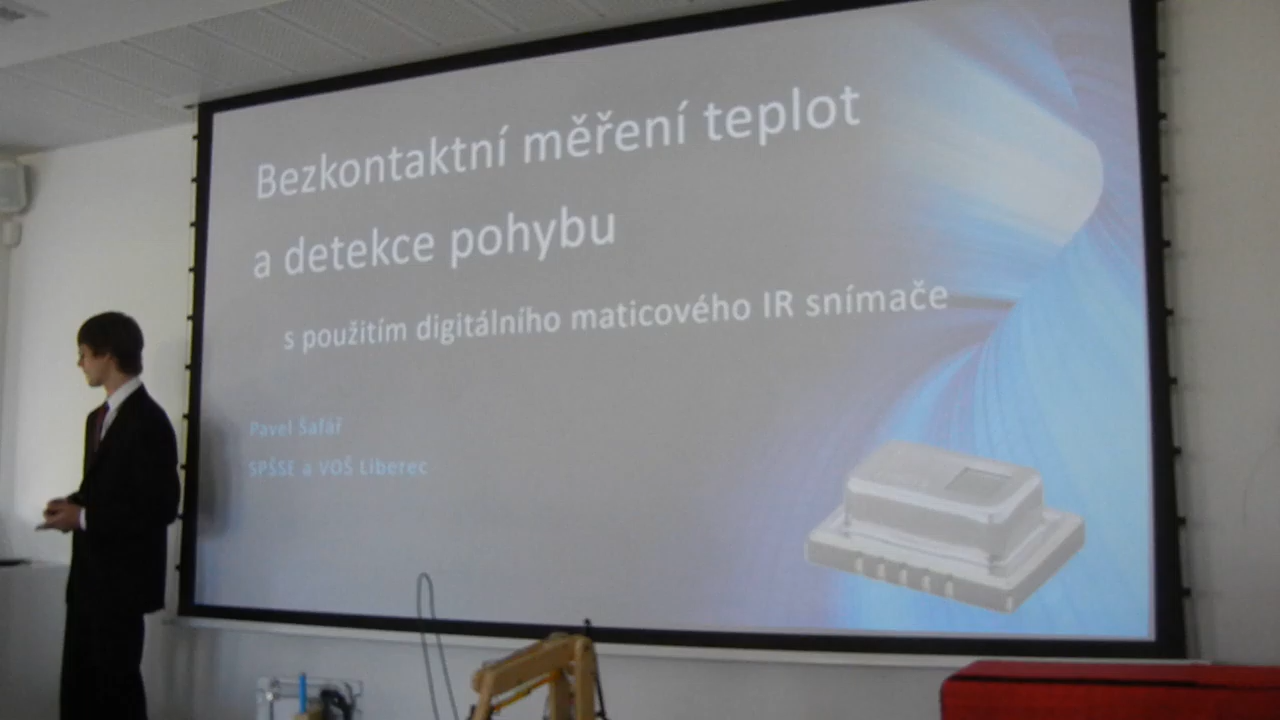 Bezkontaktní měření teplot
a detekce pohybu
s použitím digitálního maticového IR snímače
Pavel Šafář
SPŠSE a VOŠ Liberec